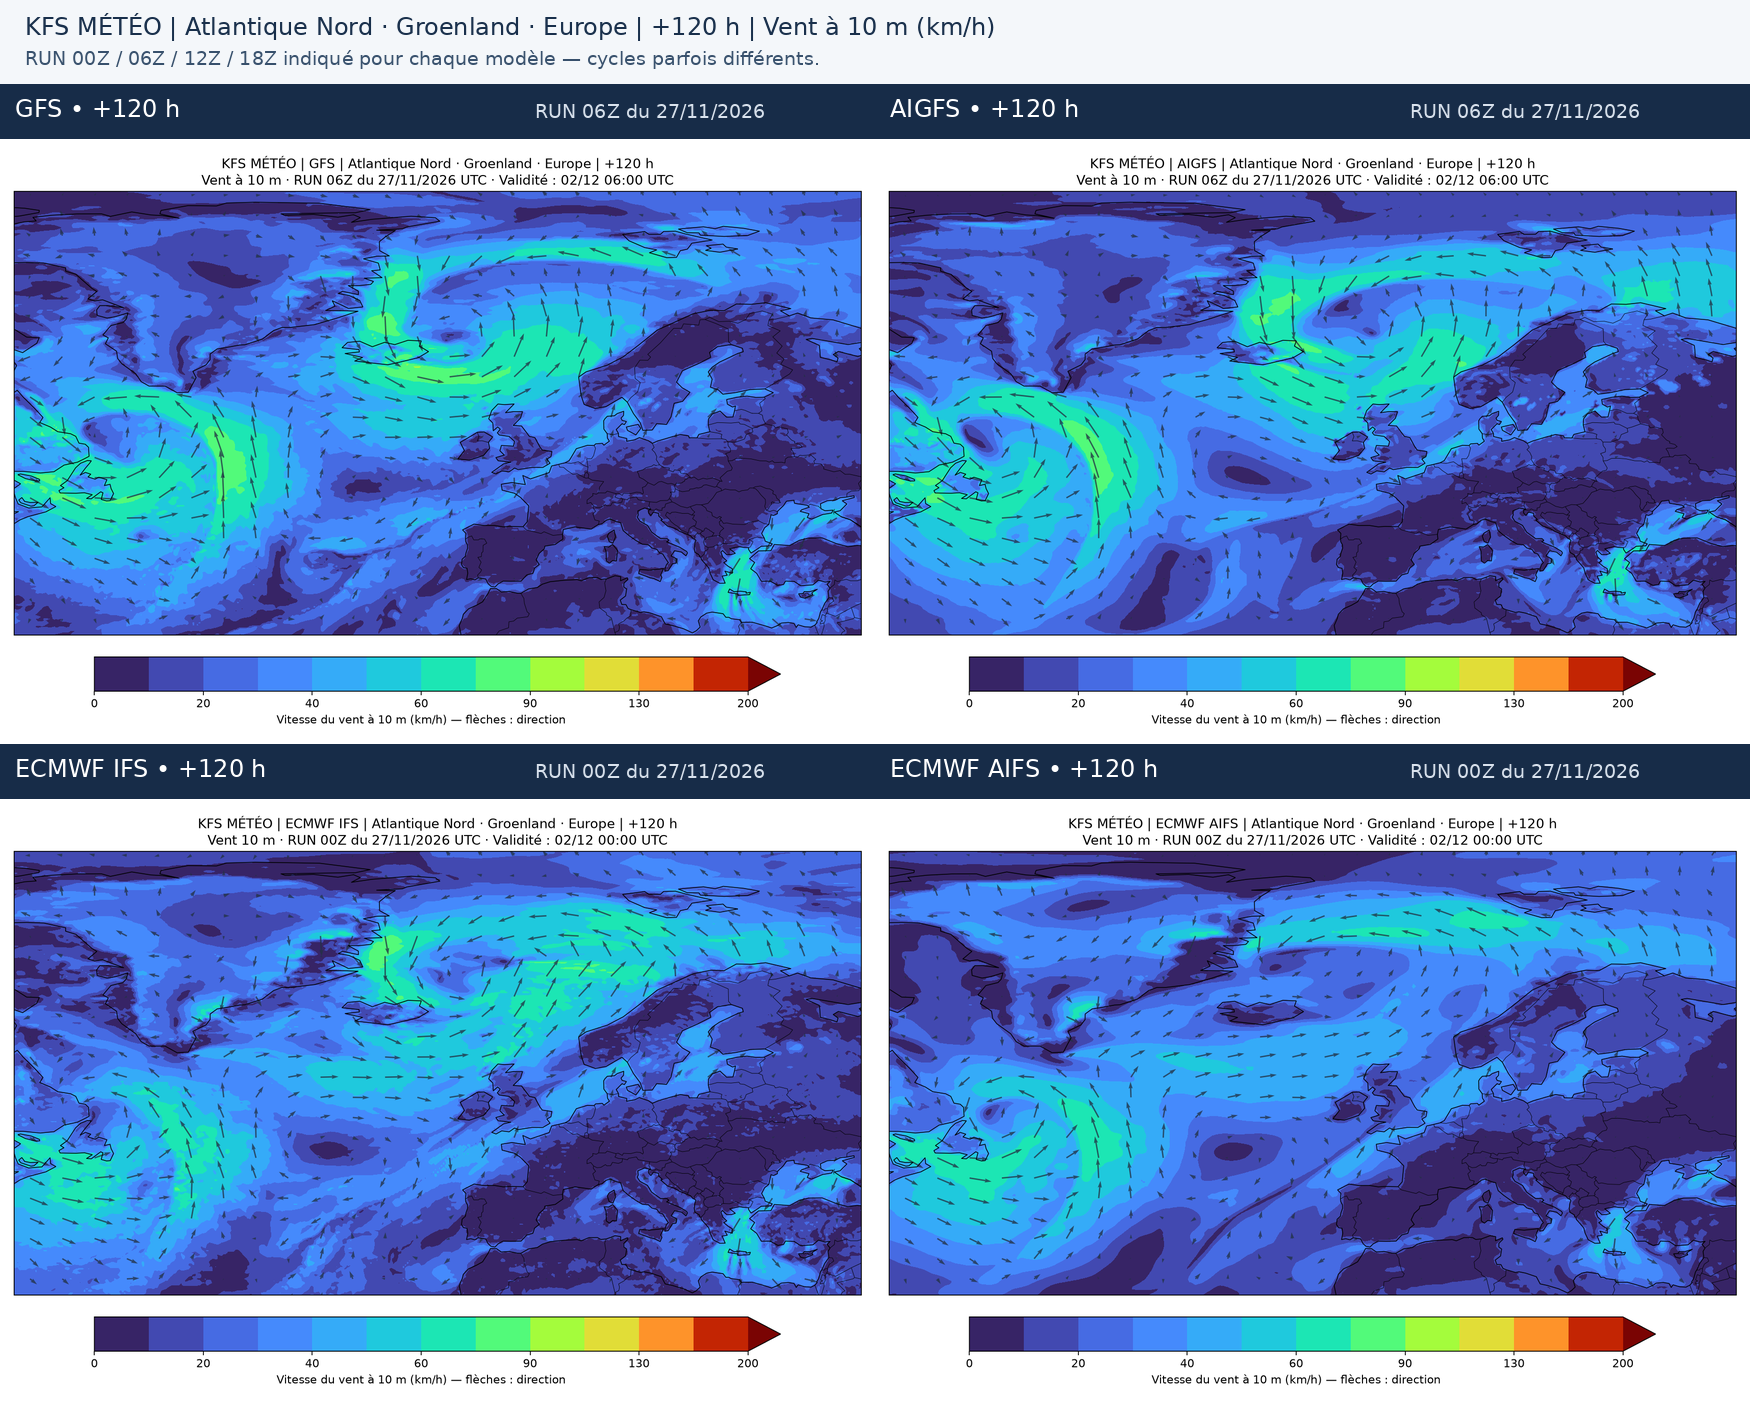 KFS MÉTÉO | Atlantique Nord · Groenland · Europe | +120 h | Vent à 10 m (km/h)
RUN 00Z / 06Z / 12Z / 18Z indiqué pour chaque modèle — cycles parfois différents.
GFS • +120 h
RUN 06Z du 27/11/2026
AIGFS • +120 h
RUN 06Z du 27/11/2026
KFS MÉTÉO | GFS | Atlantique Nord · Groenland · Europe | +120 h
Vent à 10 m · RUN 06Z du 27/11/2026 UTC · Validité : 02/12 06:00 UTC
KFS MÉTÉO | AIGFS | Atlantique Nord · Groenland · Europe | +120 h
Vent à 10 m · RUN 06Z du 27/11/2026 UTC · Validité : 02/12 06:00 UTC
0 20 40 60 90 130 200
Vitesse du vent à 10 m (km/h) — flèches : direction
0 20 40 60 90 130 200
Vitesse du vent à 10 m (km/h) — flèches : direction
ECMWF IFS • +120 h
RUN 00Z du 27/11/2026
ECMWF AIFS • +120 h
RUN 00Z du 27/11/2026
KFS MÉTÉO | ECMWF IFS | Atlantique Nord · Groenland · Europe | +120 h
Vent 10 m · RUN 00Z du 27/11/2026 UTC · Validité : 02/12 00:00 UTC
KFS MÉTÉO | ECMWF AIFS | Atlantique Nord · Groenland · Europe | +120 h
Vent 10 m · RUN 00Z du 27/11/2026 UTC · Validité : 02/12 00:00 UTC
0 20 40 60 90 130 200
Vitesse du vent à 10 m (km/h) — flèches : direction
0 20 40 60 90 130 200
Vitesse du vent à 10 m (km/h) — flèches : direction